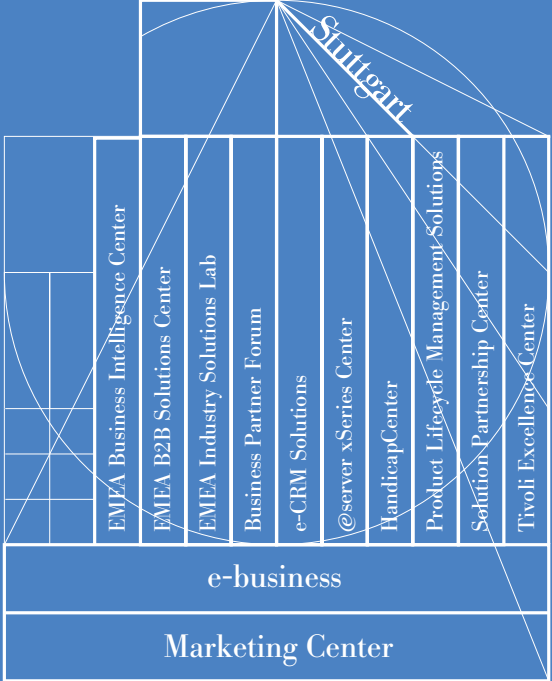 Stuttgart
EMEA Business Intelligence Center
EMEA B2B Solutions Center
EMEA Industry Solutions Lab
Business Partner Forum
e-CRM Solutions
@server xSeries Center
HandicapCenter
Product Lifecycle Management Solutions
Solution Partnership Center
Tivoli Excellence Center
e-business
Marketing Center